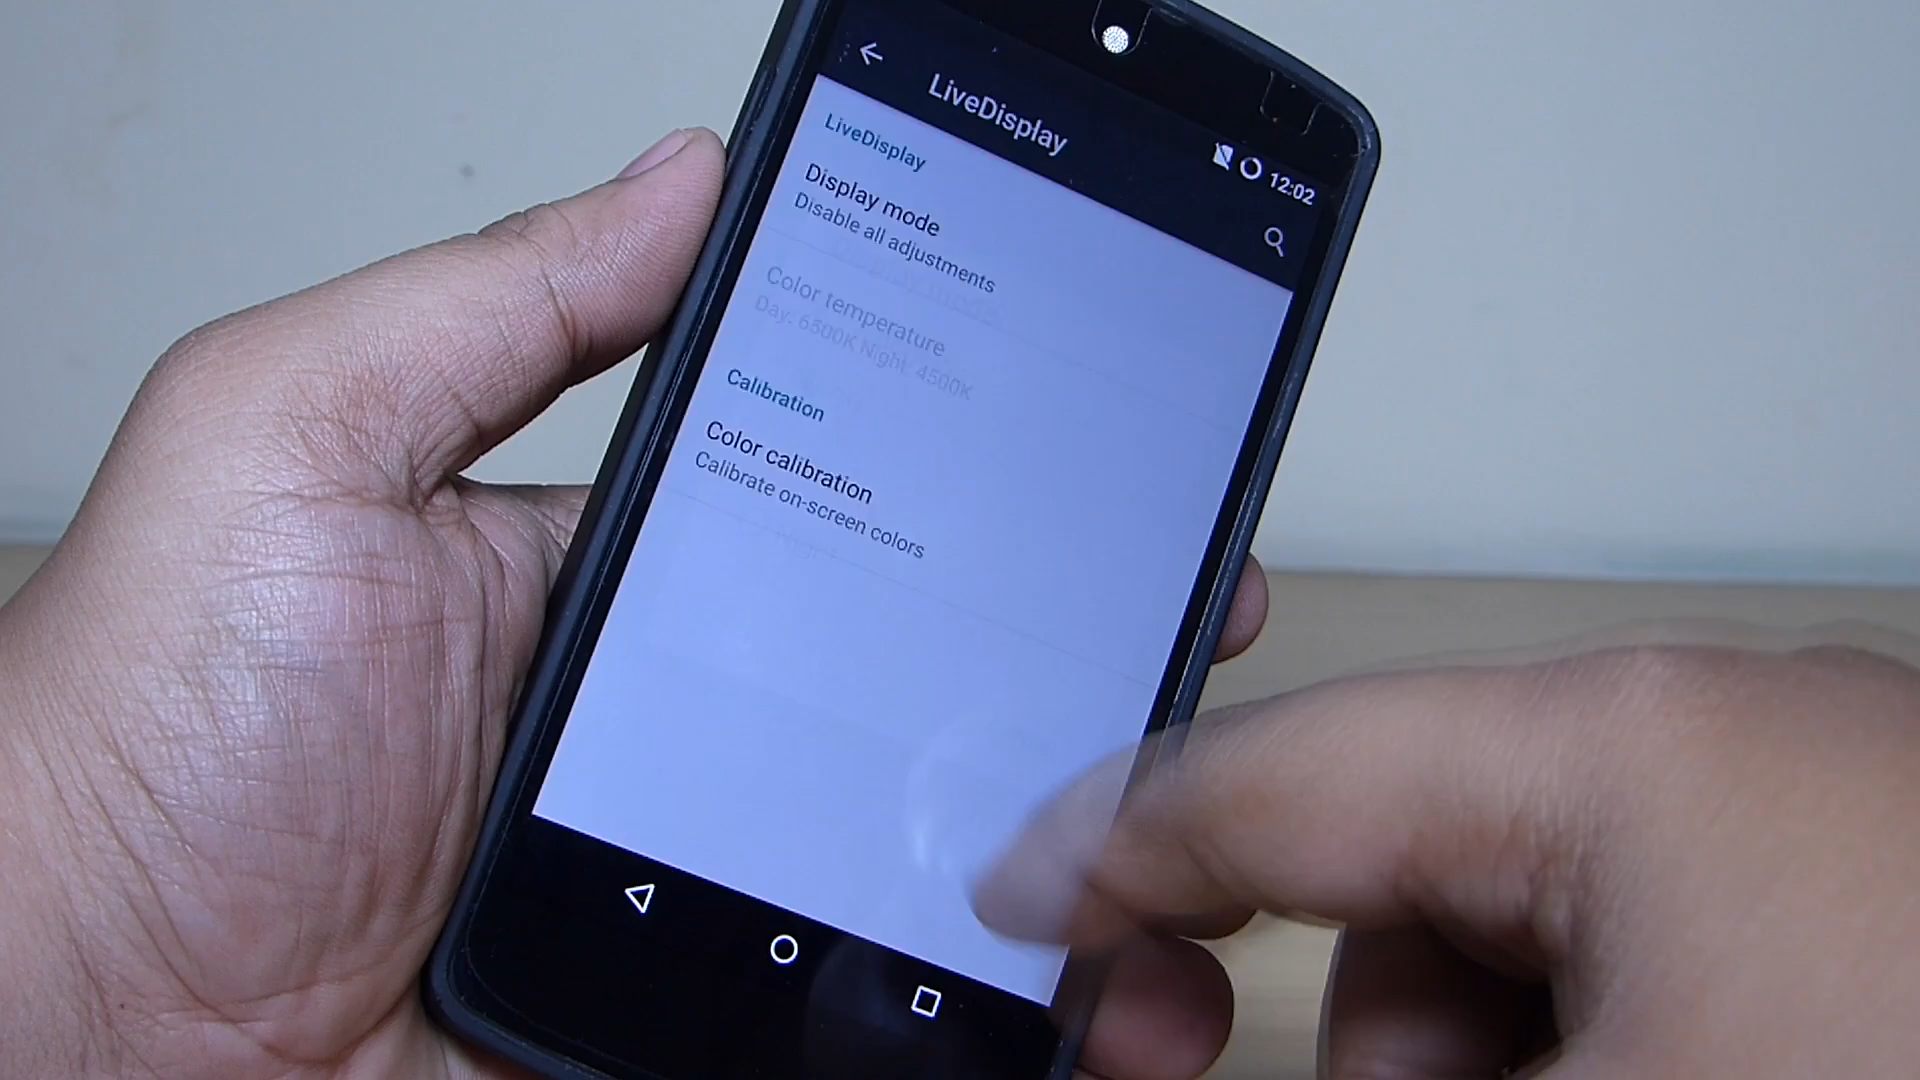 LiveDisplay
12:02
LiveDisplay
Display mode
Disable all adjustments
Color temperature
Day: 6500K Night: 4500K
Calibration
Color calibration
Calibrate on-screen colors